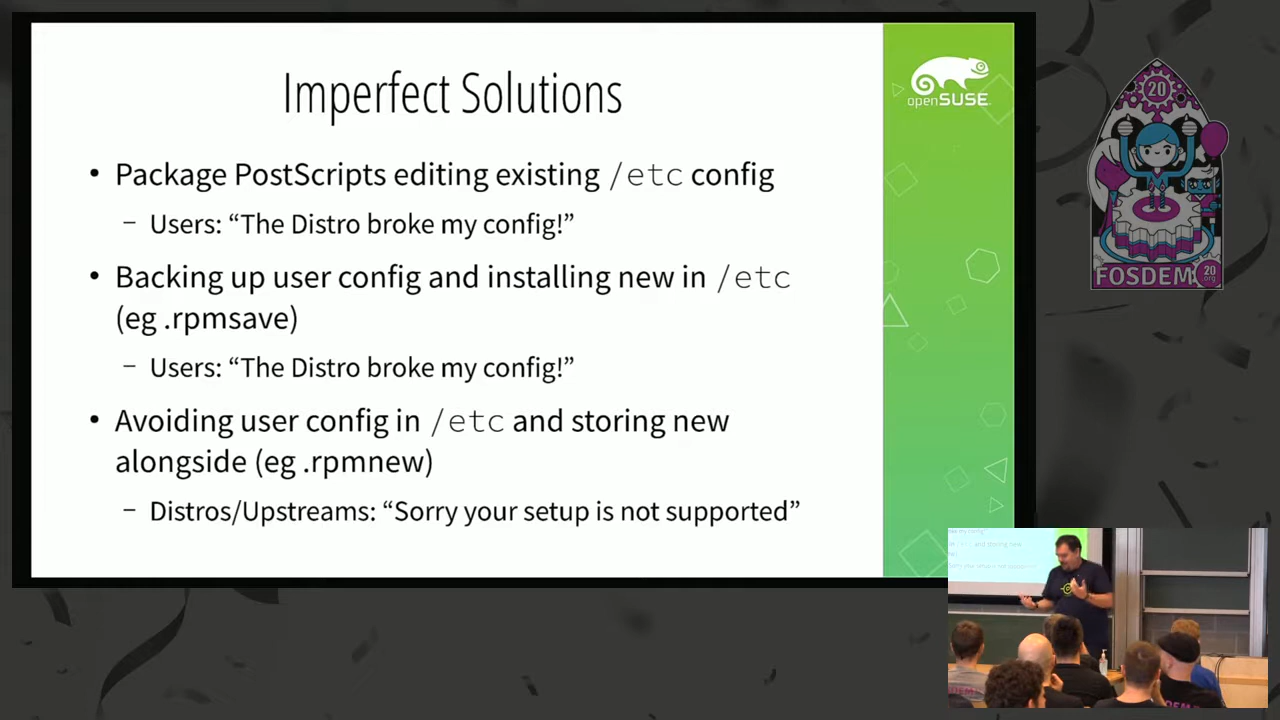 Imperfect Solutions
• Package PostScripts editing existing /etc config
– Users: “The Distro broke my config!”
• Backing up user config and installing new in /etc
(eg .rpmsave)
– Users: “The Distro broke my config!”
• Avoiding user config in /etc and storing new
alongside (eg .rpmnew)
– Distros/Upstreams: “Sorry your setup is not supported”
openSUSE
20
FOSDEM 20
.org